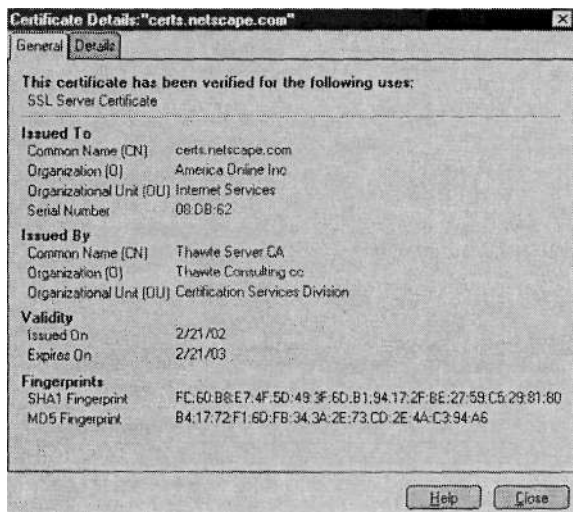 Certificate Details:"certs.netscape.com"
General Details
This certificate has been verified for the following uses:
SSL Server Certificate
Issued To
Common Name (CN) certs.netscape.com
Organization (O) America Online Inc
Organizational Unit (OU) Internet Services
Serial Number 08:DB:62
Issued By
Common Name (CN) Thawte Server CA
Organization (O) Thawte Consulting cc
Organizational Unit (OU) Certification Services Division
Validity
Issued On 2/21/02
Expires On 2/21/03
Fingerprints
SHA1 Fingerprint FC:60:B8:E7:4F:5D:49:3F:6D:B1:94:17:2F:BE:27:59:C5:29:81:80
MD5 Fingerprint B4:17:72:F1:6D:FB:34:3A:2E:73:CD:2E:4A:C3:94:A6
Help Close